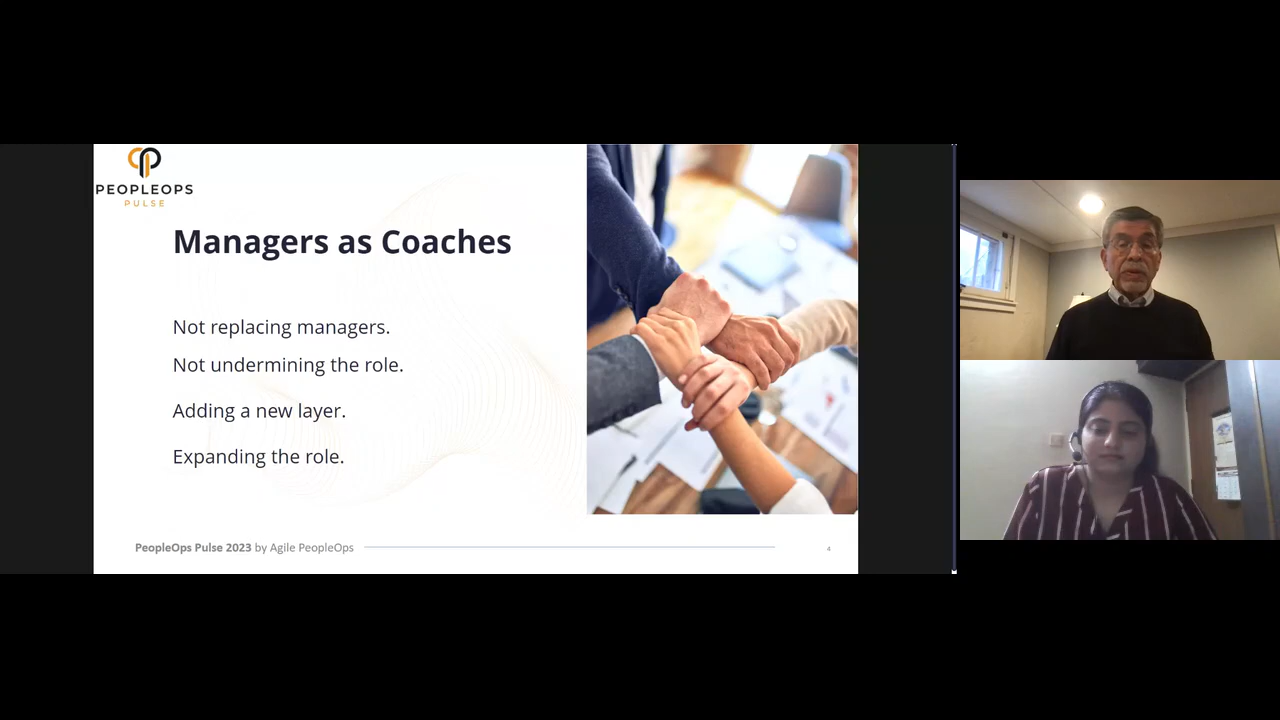 PEOPLEOPS
PULSE
Managers as Coaches
Not replacing managers.
Not undermining the role.
Adding a new layer.
Expanding the role.
PeopleOps Pulse 2023 by Agile PeopleOps
4